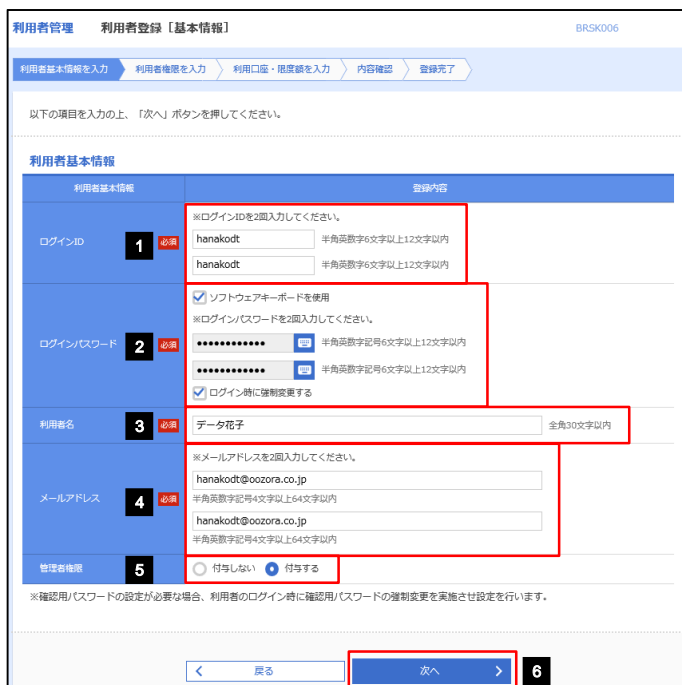 利用者管理 利用者登録［基本情報］ BRSK006
利用者基本情報を入力 利用者権限を入力 利用口座・限度額を入力 内容確認 登録完了
以下の項目を入力の上、「次へ」ボタンを押してください。
利用者基本情報
利用者基本情報 登録内容
※ログインIDを2回入力してください。
ログインID 1 必須 hanakodt 半角英数字6文字以上12文字以内
hanakodt 半角英数字6文字以上12文字以内
ソフトウェアキーボードを使用
※ログインパスワードを2回入力してください。
ログインパスワード 2 必須 •••••••••••• 半角英数字記号6文字以上12文字以内
•••••••••••• 半角英数字記号6文字以上12文字以内
ログイン時に強制変更する
利用者名 3 必須 データ花子 全角30文字以内
※メールアドレスを2回入力してください。
hanakodt@oozora.co.jp
メールアドレス 4 必須 半角英数字記号4文字以上64文字以内
hanakodt@oozora.co.jp
半角英数字記号4文字以上64文字以内
管理者権限 5 付与しない 付与する
※確認用パスワードの設定が必要な場合、利用者のログイン時に確認用パスワードの強制変更を実施させ設定を行います。
戻る 次へ 6